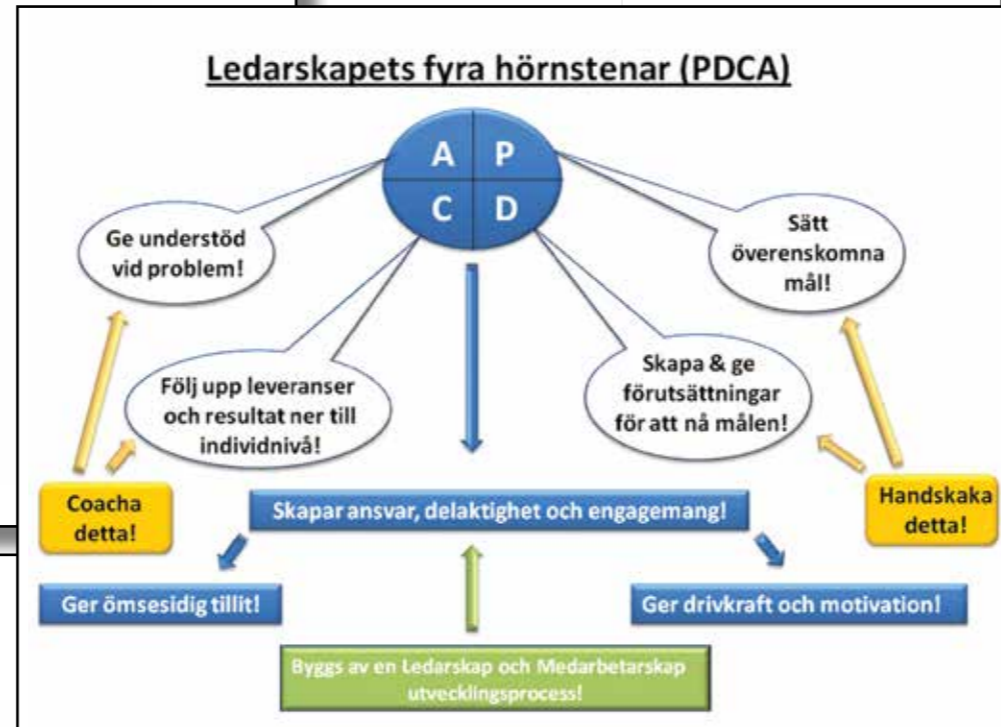 Ledarskapets fyra hörnstenar (PDCA)
A P
C D
Ge understöd
vid problem!
Sätt
överenskomna
mål!
Följ upp leveranser
och resultat ner till
individnivå!
Skapa & ge
förutsättningar
för att nå målen!
Coacha
detta!
Skapar ansvar, delaktighet och engagemang!
Handskaka
detta!
Ger ömsesidig tillit!
Ger drivkraft och motivation!
Byggs av en Ledarskap och Medarbetarskap
utvecklingsprocess!